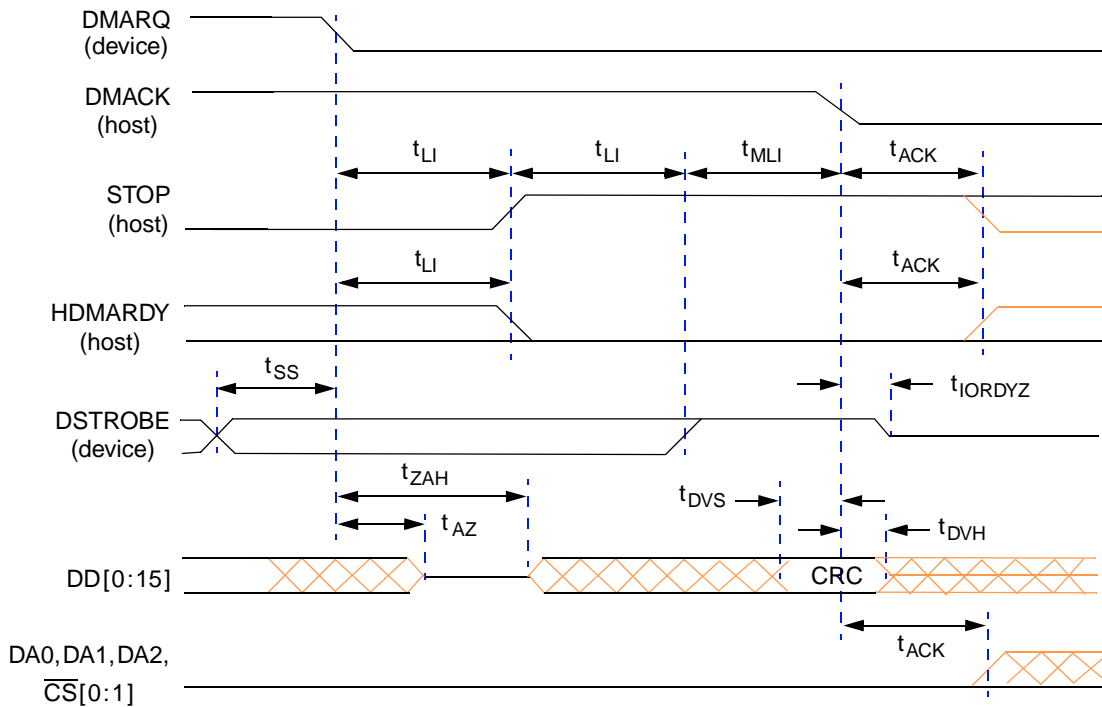 DMARQ
(device)
DMACK
(host)
tLI
tLI
tMLI
tACK
STOP
(host)
tLI
tACK
HDMARDY
(host)
tSS
tIORDYZ
DSTROBE
(device)
tZAH
tDVS
tAZ
tDVH
DD[0:15]
CRC
tACK
DA0,DA1,DA2,
C̅S̅[0:1]